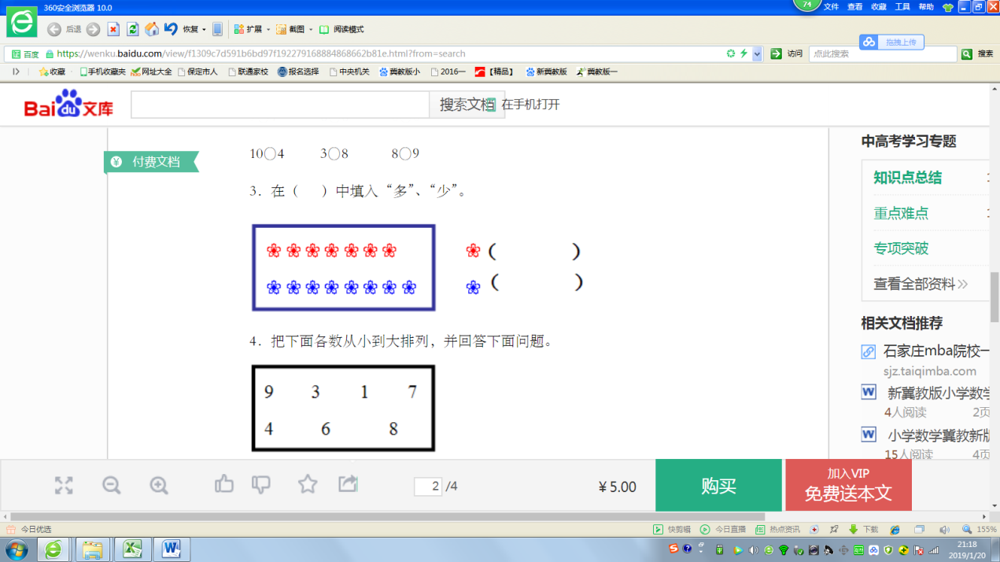 360安全浏览器 10.0
74
文件 查看 收藏 工具 帮助
后退 恢复 扩展 截图 阅读模式
拖拽上传
百度 https://wenku.baidu.com/view/f1309c7d591b6bd97f192279168884868662b81e.html?from=search 访问 点此搜索 搜索
收藏 手机收藏夹 网址大全 保定市人 联通家校 报名选择 中央机关 冀教版小 2016一 【精品】 新冀教版 冀教版一
Bai du 文库 搜索文档 在手机打开
付费文档
10○4 3○8 8○9
3．在（ ）中填入“多”、“少”。
( )
( )
4．把下面各数从小到大排列，并回答下面问题。
9 3 1 7
4 6 8
中高考学习专题
知识点总结
重点难点
专项突破
查看全部资料
相关文档推荐
石家庄mba院校一
sjz.taiqimba.com
新冀教版小学数学
4人阅读 2页
小学数学冀教新版
15人阅读 4页
2 /4 ¥ 5.00 购买 加入VIP
免费送本文
今日优选 快剪辑 今日直播 热点资讯 下载 155%
21:18
2019/1/20